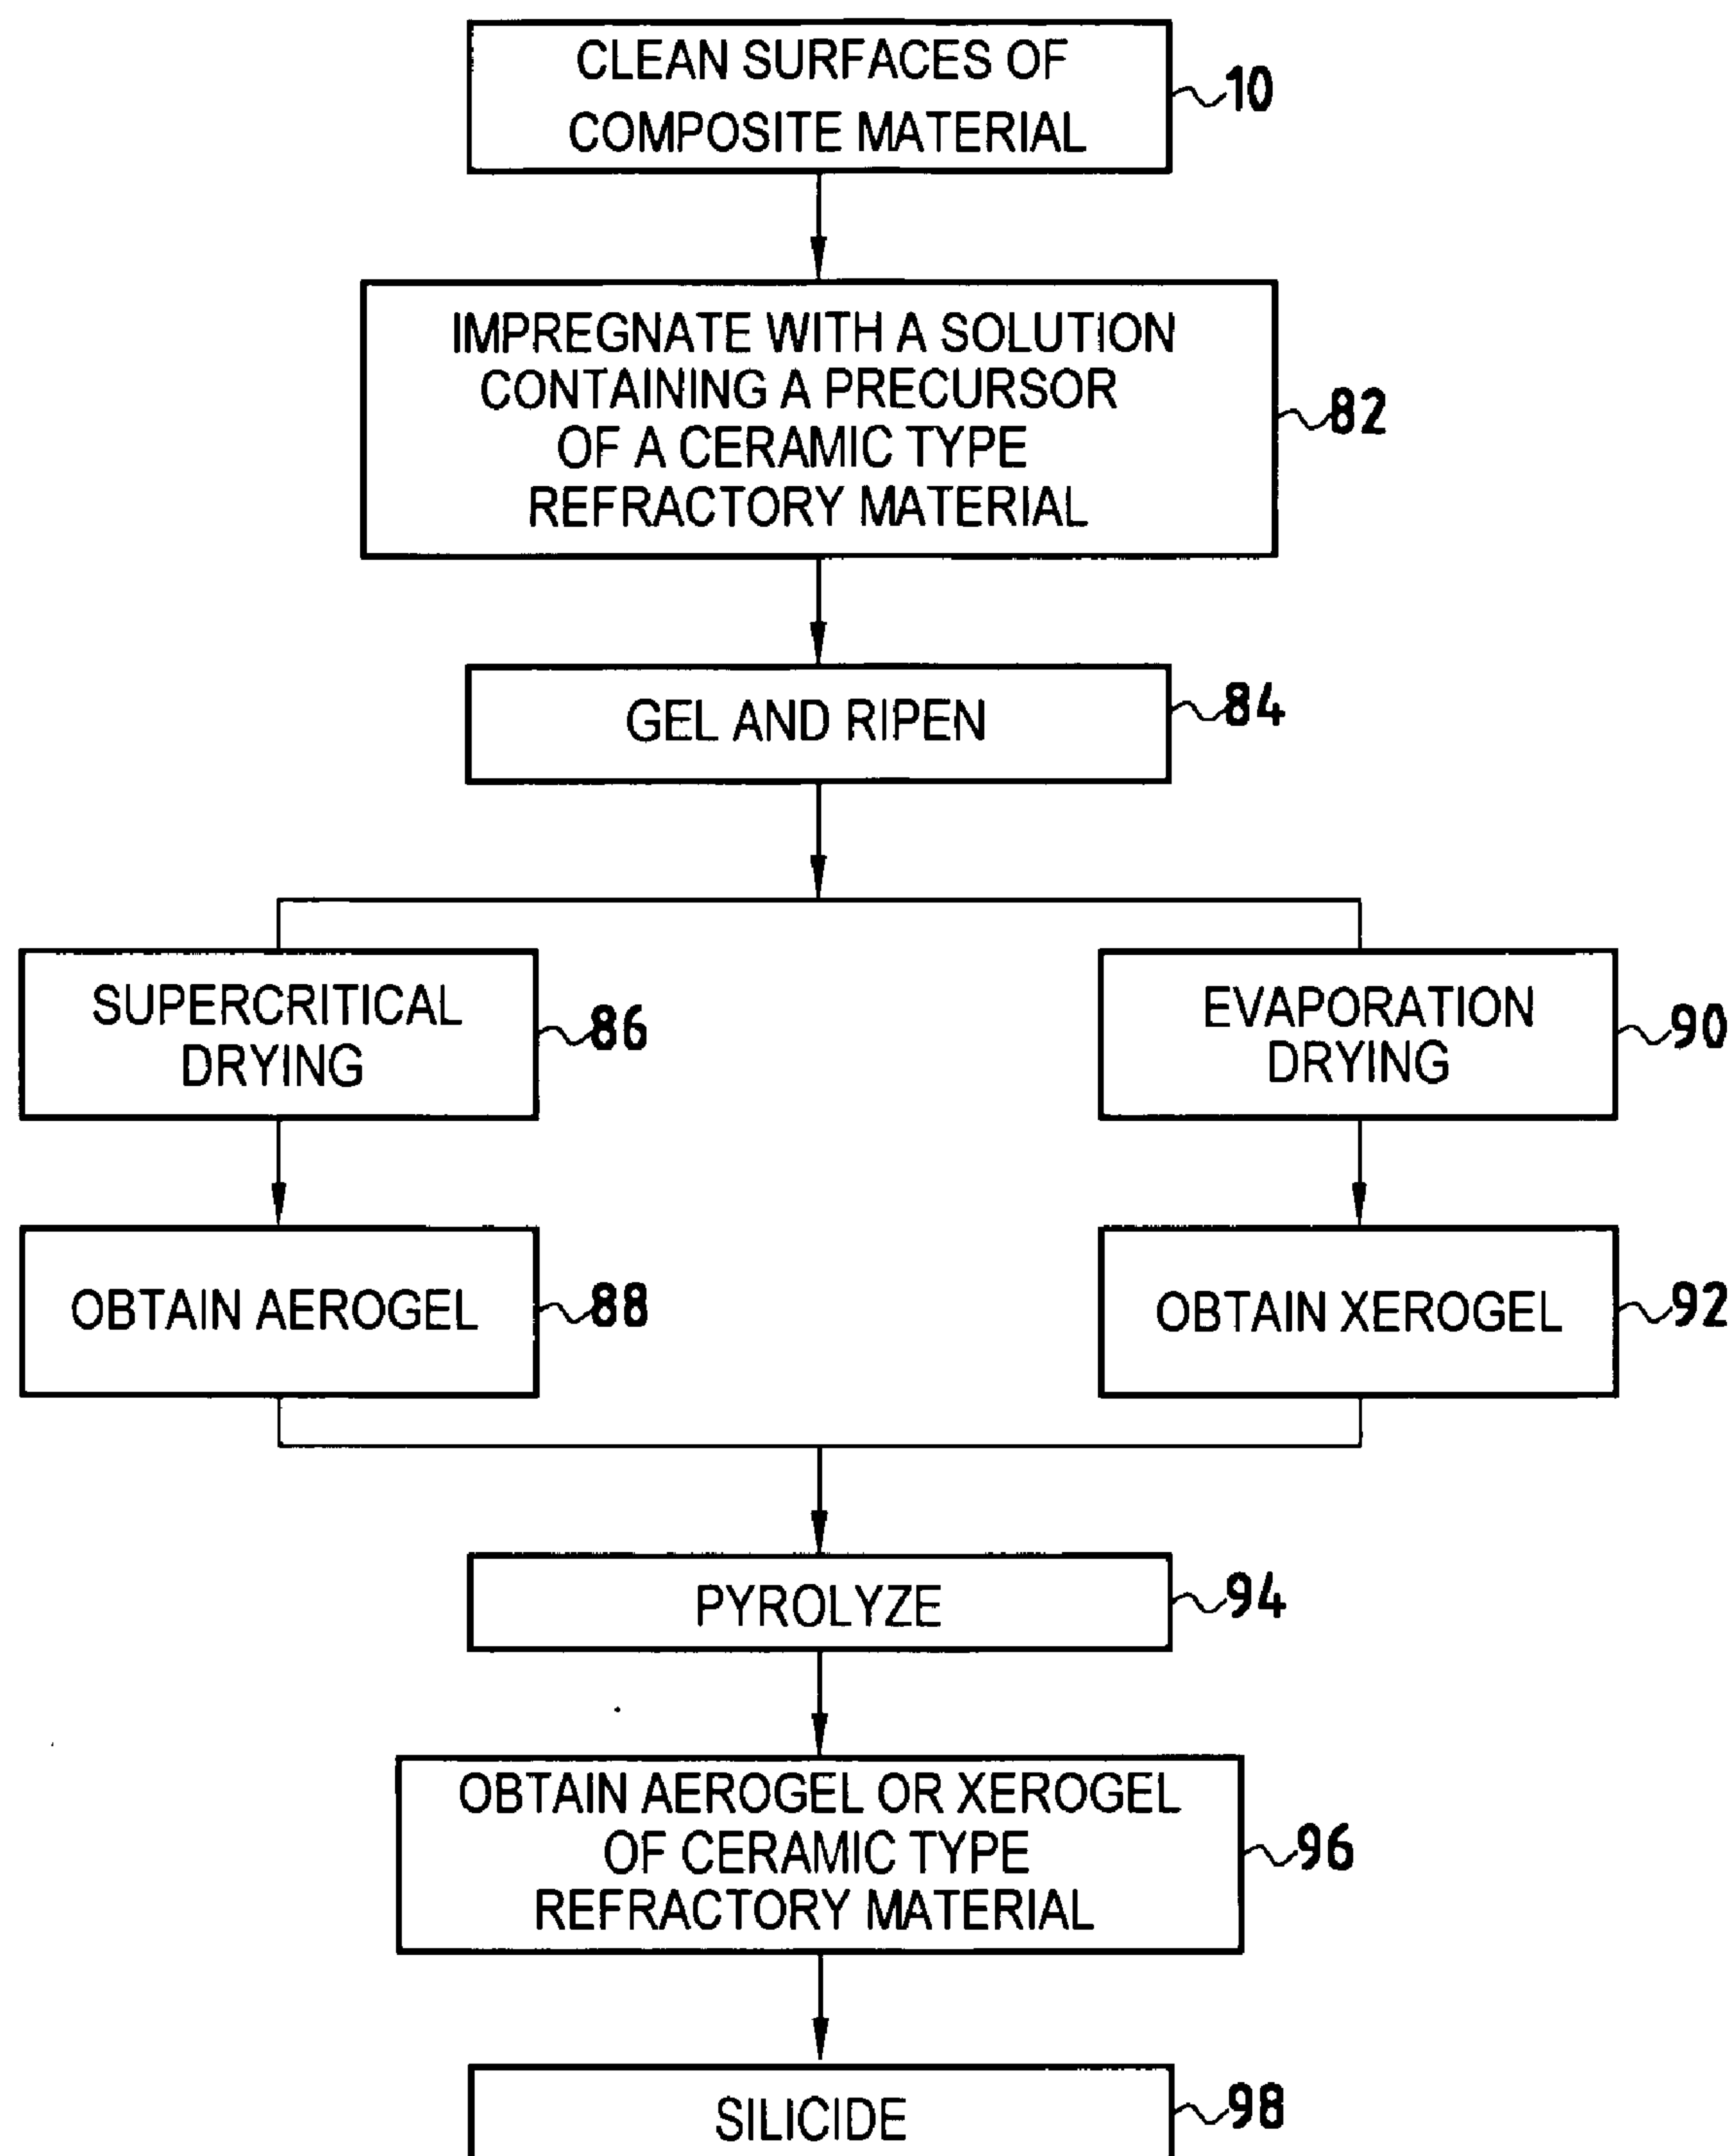 CLEAN SURFACES OF
COMPOSITE MATERIAL
10
IMPREGNATE WITH A SOLUTION
CONTAINING A PRECURSOR
OF A CERAMIC TYPE
REFRACTORY MATERIAL
82
GEL AND RIPEN
84
SUPERCRITICAL
DRYING
86
EVAPORATION
DRYING
90
OBTAIN AEROGEL
88
OBTAIN XEROGEL
92
PYROLYZE
94
OBTAIN AEROGEL OR XEROGEL
OF CERAMIC TYPE
REFRACTORY MATERIAL
96
SILICIDE
98